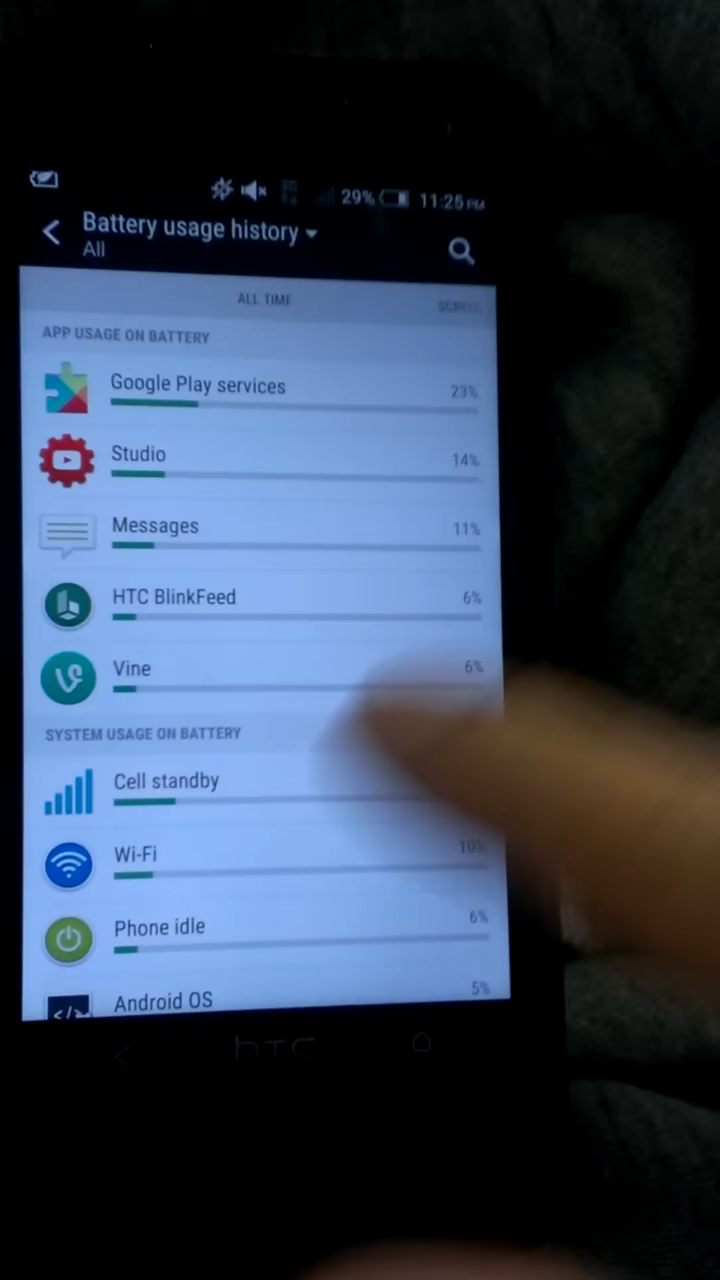 29% 11:25 PM
Battery usage history
All
ALL TIME
APP USAGE ON BATTERY
Google Play services 23%
Studio 14%
Messages 11%
HTC BlinkFeed 6%
Vine 6%
SYSTEM USAGE ON BATTERY
Cell standby
Wi-Fi 10%
Phone idle 6%
Android OS 5%
hTC